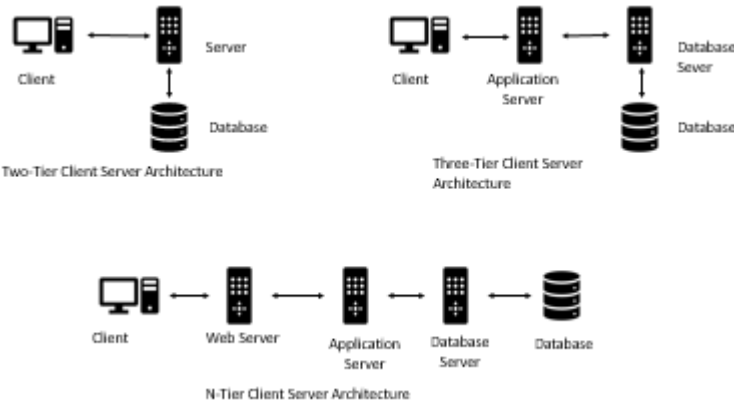 Server
Client
Database
Two-Tier Client Server Architecture
Database
Sever
Client
Application
Server
Database
Three-Tier Client Server
Architecture
Client
Web Server
Application
Server
Database
Server
Database
N-Tier Client Server Architecture